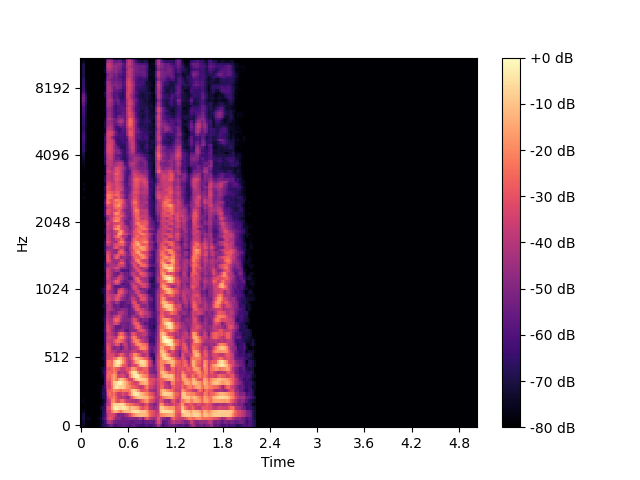 +0 dB
8192
-10 dB
4096
-20 dB
-30 dB
2048
Hz
-40 dB
1024
-50 dB
-60 dB
512
-70 dB
0
-80 dB
0 0.6 1.2 1.8 2.4 3 3.6 4.2 4.8
Time